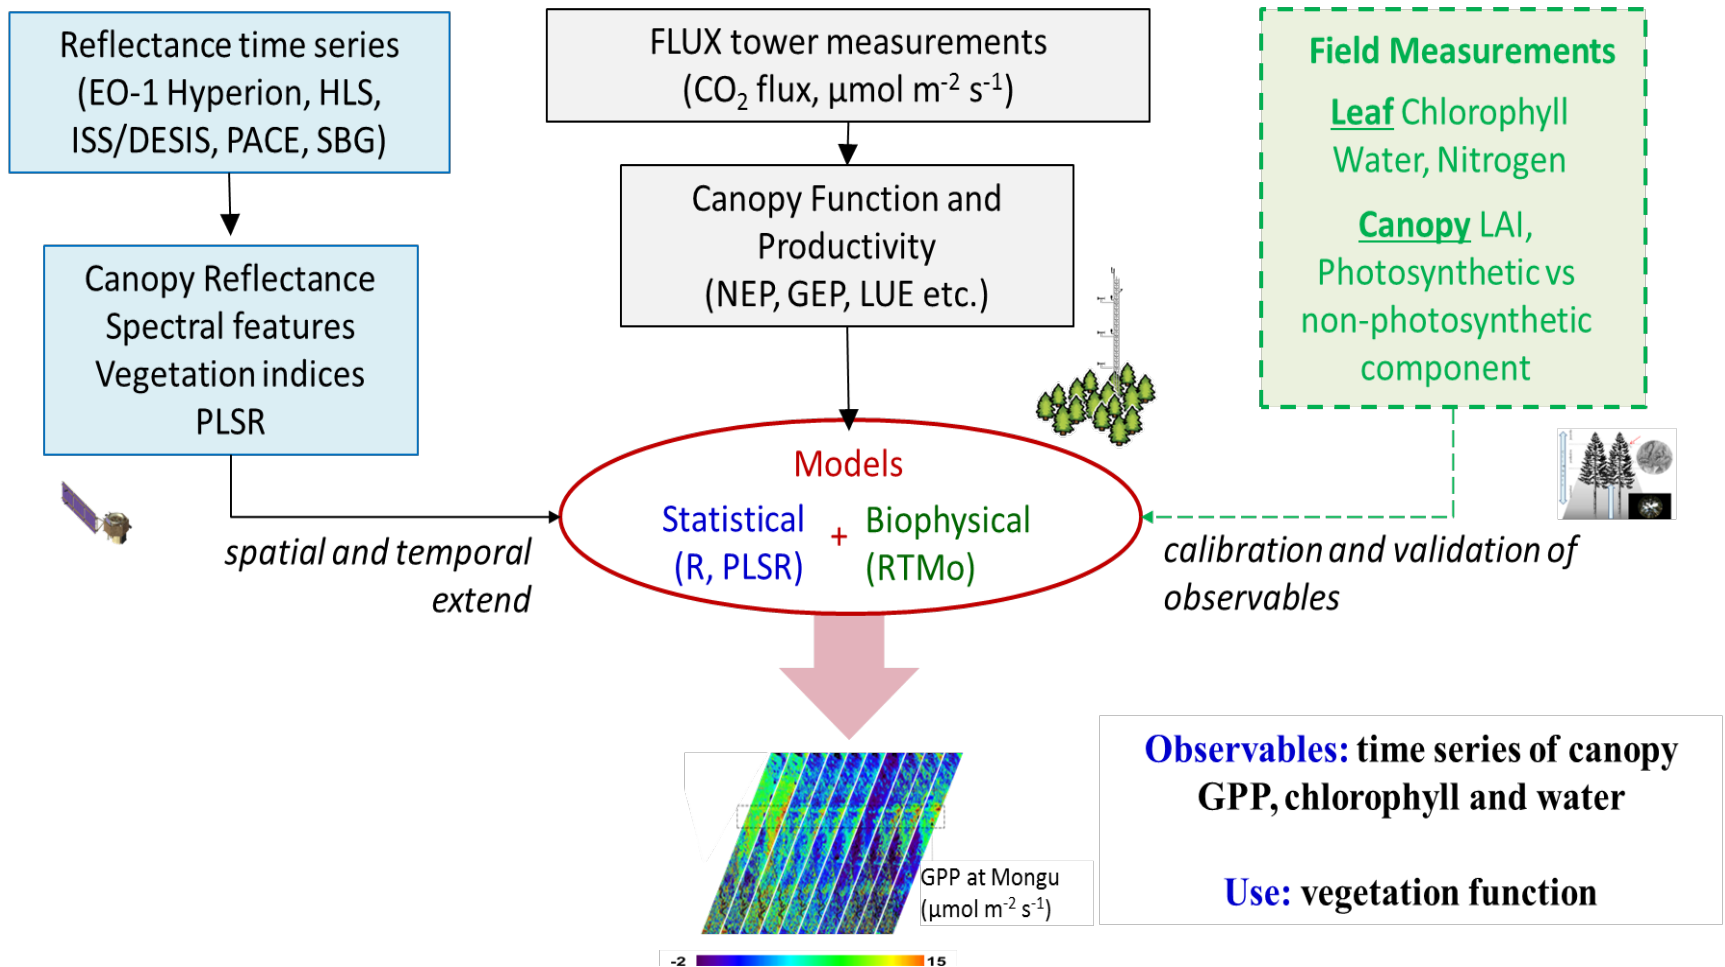 Reflectance time series
(EO-1 Hyperion, HLS,
ISS/DESIS, PACE, SBG)
Canopy Reflectance
Spectral features
Vegetation indices
PLSR
spatial and temporal
extend
FLUX tower measurements
(CO₂ flux, µmol m⁻² s⁻¹)
Canopy Function and
Productivity
(NEP, GEP, LUE etc.)
Models
Statistical
(R, PLSR)
+
Biophysical
(RTMo)
Field Measurements
Leaf Chlorophyll
Water, Nitrogen
Canopy LAI,
Photosynthetic vs
non-photosynthetic
component
calibration and validation of
observables
GPP at Mongu
(µmol m⁻² s⁻¹)
-2 15
Observables: time series of canopy
GPP, chlorophyll and water
Use: vegetation function